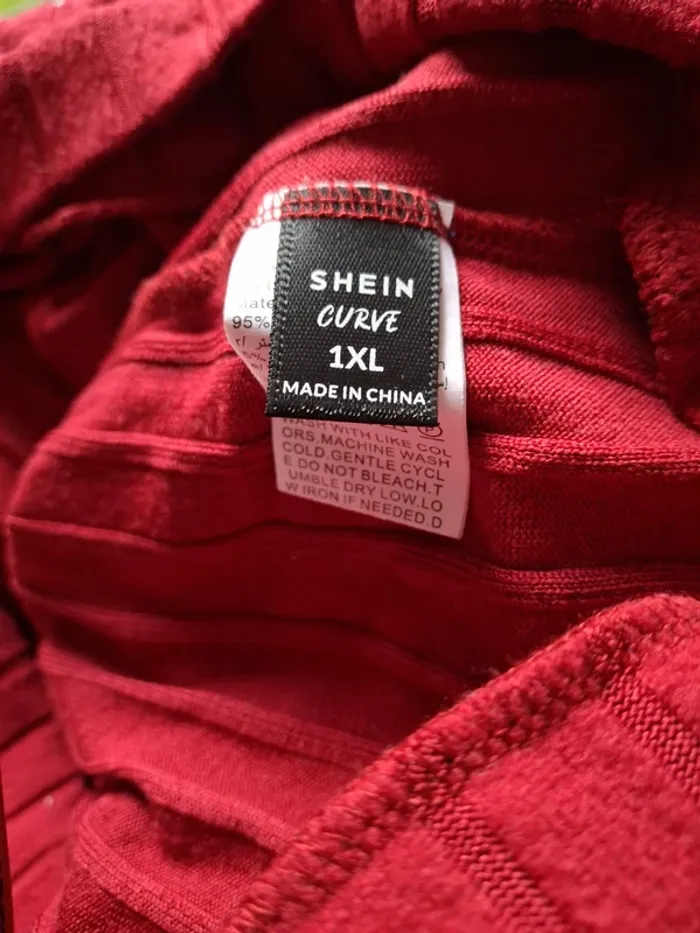 SHEIN
CURVE
1XL
MADE IN CHINA
95%
WASH WITH LIKE COL
ORS.MACHINE WASH
COLD.GENTLE CYCL
E.DO NOT BLEACH.T
UMBLE DRY LOW.LO
W IRON IF NEEDED.D